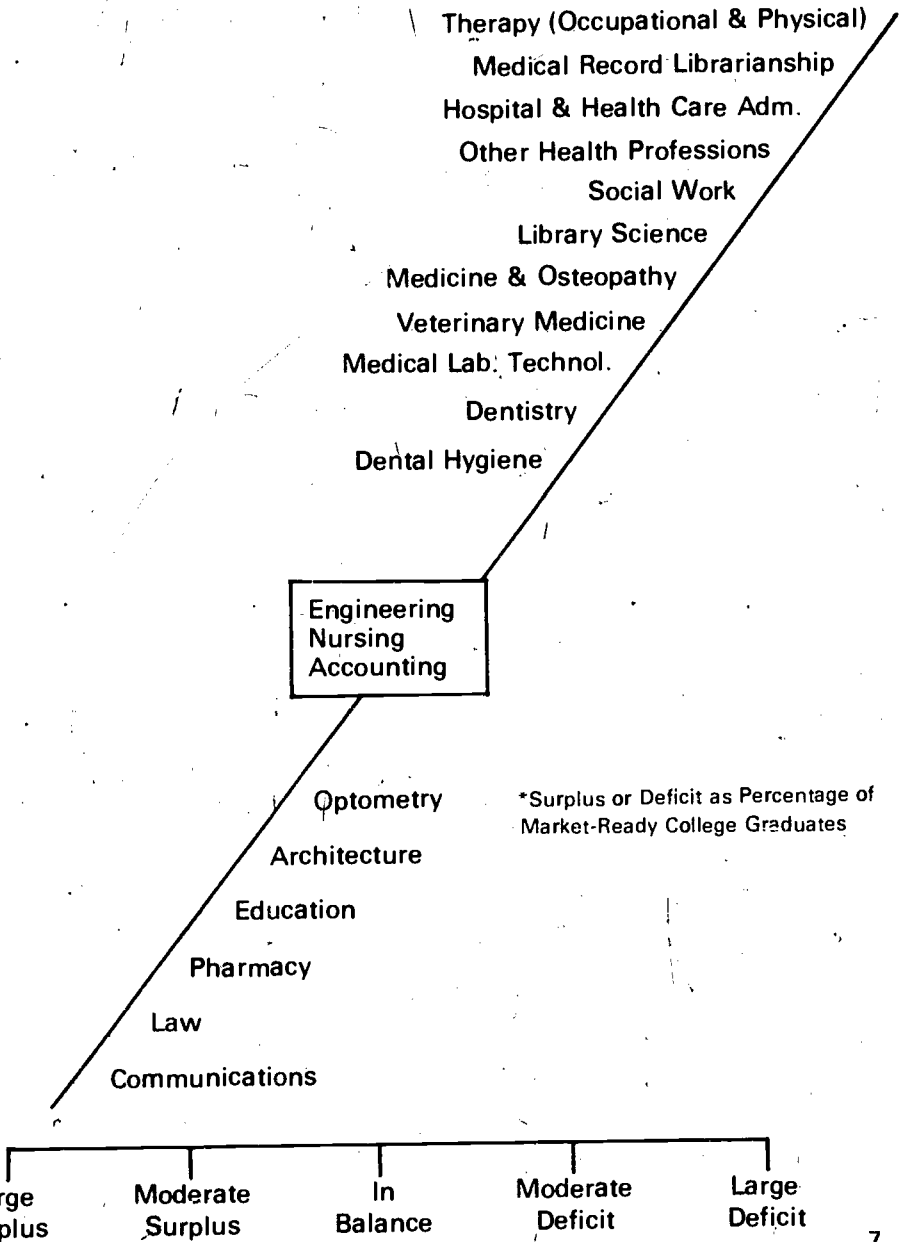 Therapy (Occupational & Physical)
Medical Record Librarianship
Hospital & Health Care Adm.
Other Health Professions
Social Work
Library Science
Medicine & Osteopathy
Veterinary Medicine
Medical Lab. Technol.
Dentistry
Dental Hygiene
Engineering
Nursing
Accounting
Optometry
*Surplus or Deficit as Percentage of
Market-Ready College Graduates
Architecture
Education
Pharmacy
Law
Communications
rge Moderate In Moderate Large
plus Surplus Balance Deficit Deficit
7